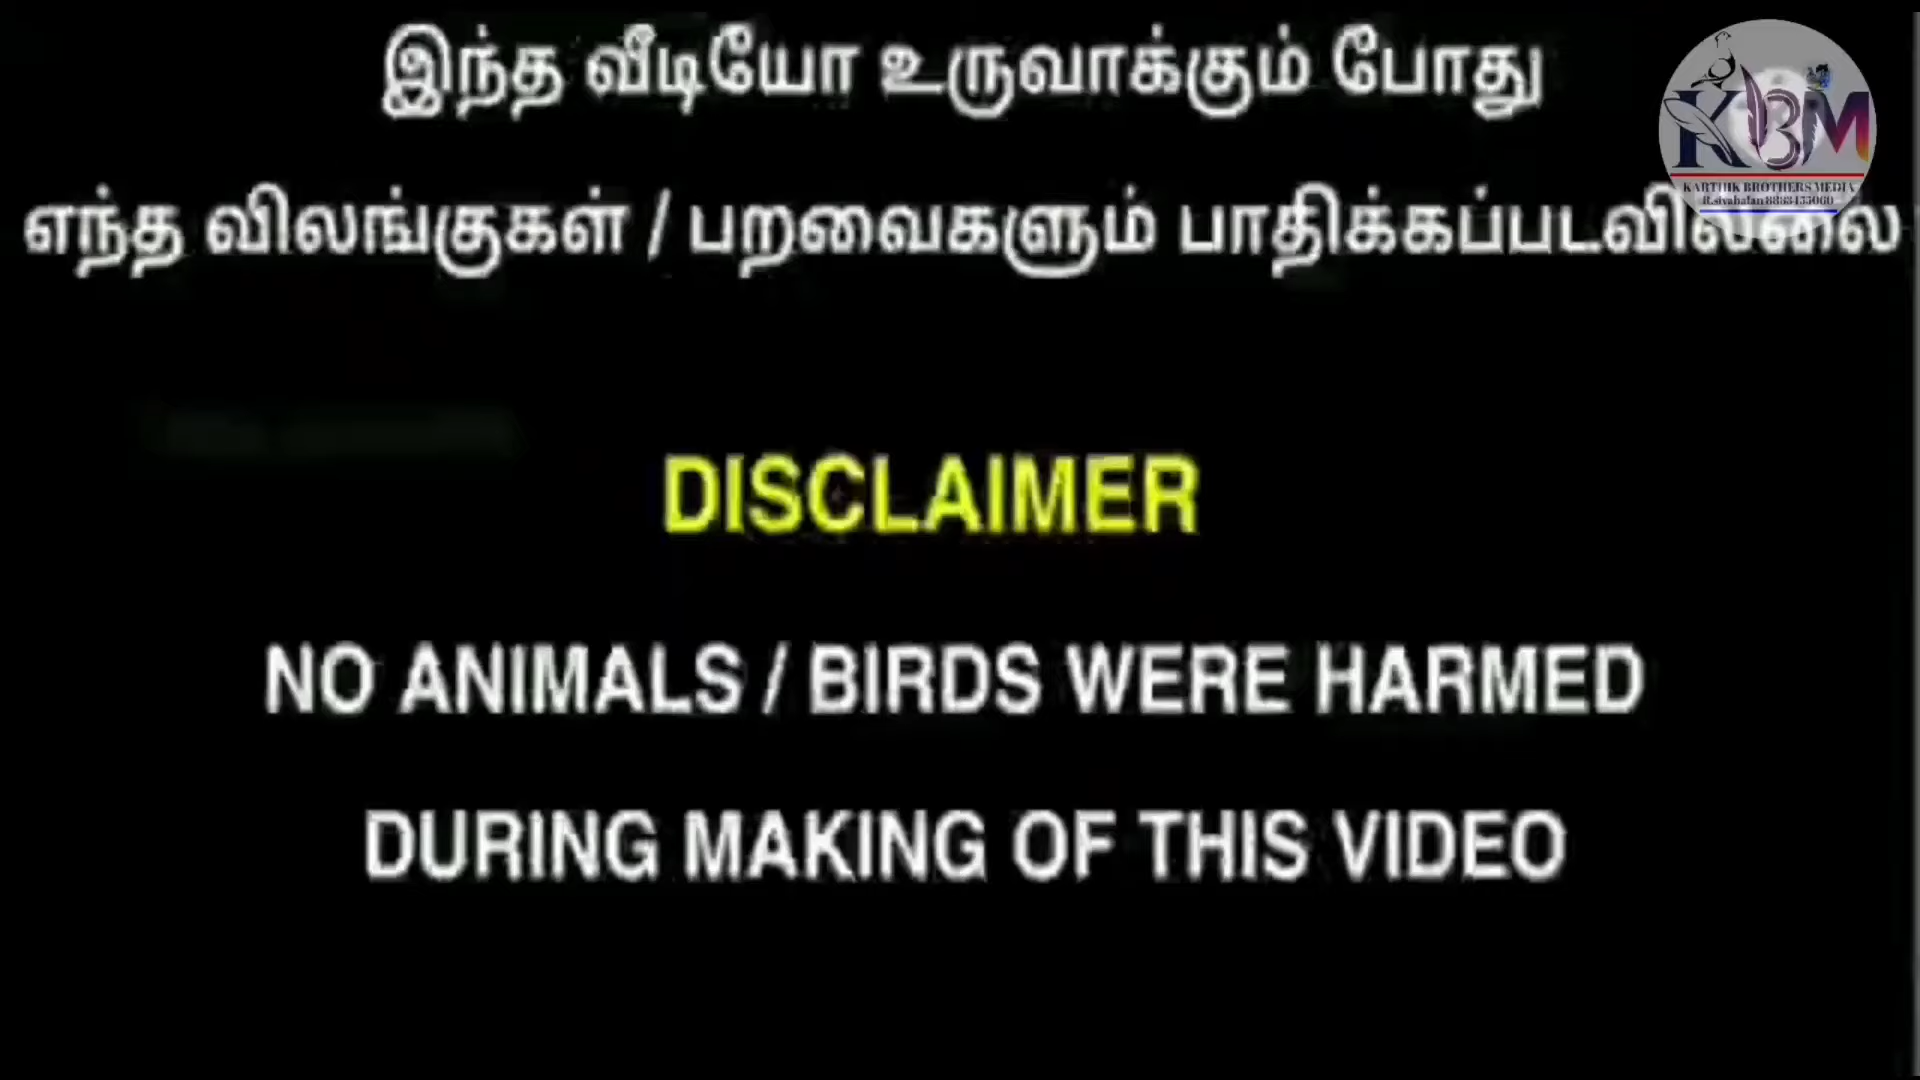 இந்த வீடியோ உருவாக்கும் போது
எந்த விலங்குகள் / பறவைகளும் பாதிக்கப்படவில்லை
KBM
KARTHIK BROTHERS MEDIA
DISCLAIMER
NO ANIMALS / BIRDS WERE HARMED
DURING MAKING OF THIS VIDEO